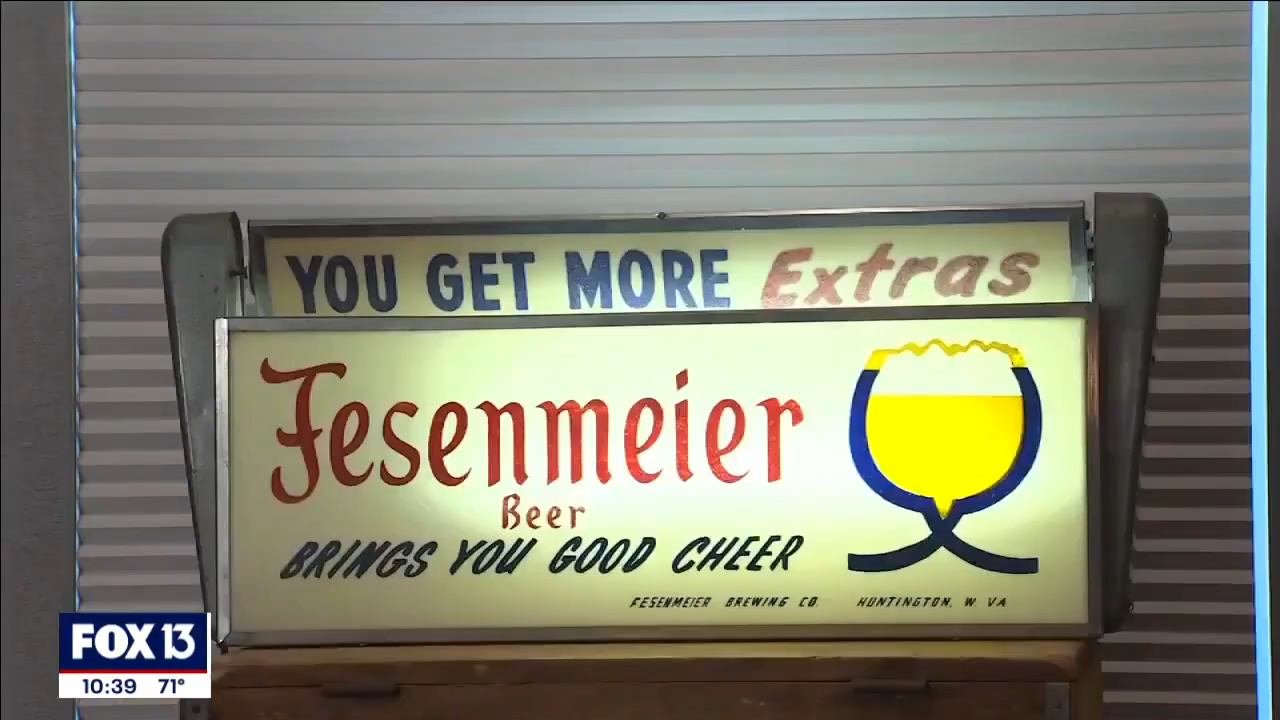 YOU GET MORE Extras
Fesenmeier
Beer
BRINGS YOU GOOD CHEER
FESENMEIER BREWING CO. HUNTINGTON, W. VA
FOX 13
10:39 71°